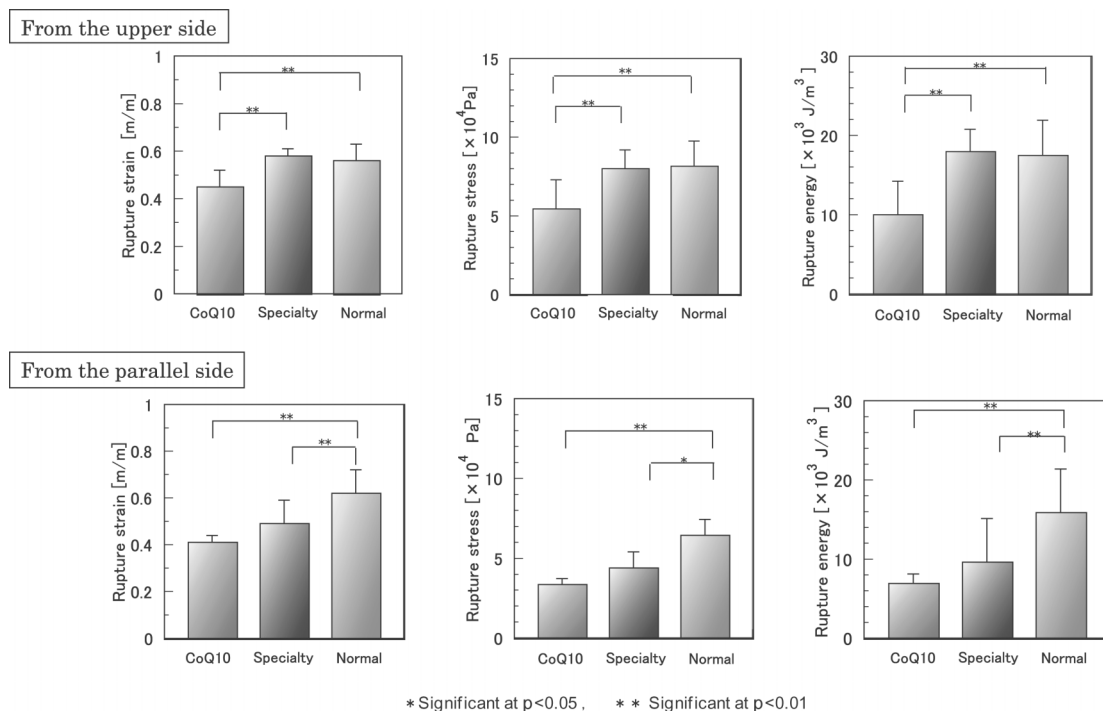 From the upper side
Rupture strain [m/m]
1
0.8
0.6
0.4
0.2
0
**
**
CoQ10 Specialty Normal
Rupture stress [×10⁴Pa]
15
10
5
0
**
**
CoQ10 Specialty Normal
Rupture energy [×10³ J/m³]
30
20
10
0
**
**
CoQ10 Specialty Normal
From the parallel side
Rupture strain [m/m]
1
0.8
0.6
0.4
0.2
0
**
**
CoQ10 Specialty Normal
Rupture stress [×10⁴ Pa]
15
10
5
0
**
*
CoQ10 Specialty Normal
Rupture energy [×10³ J/m³]
30
20
10
0
**
**
CoQ10 Specialty Normal
* Significant at p<0.05 , ** Significant at p<0.01